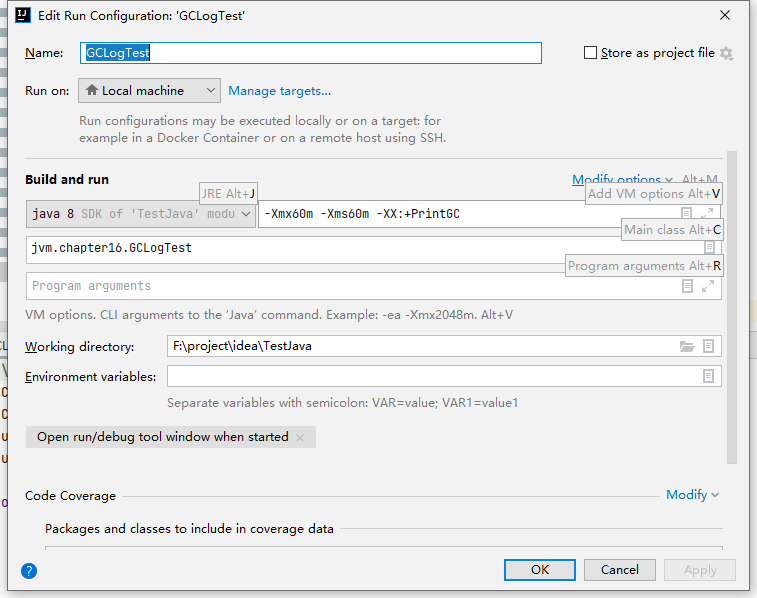 Edit Run Configuration: 'GCLogTest'
Name: GCLogTest Store as project file
Run on: Local machine Manage targets...
Run configurations may be executed locally or on a target: for
example in a Docker Container or on a remote host using SSH.
Build and run Modify options Alt+M
JRE Alt+J Add VM options Alt+V
java 8 SDK of 'TestJava' modu -Xmx60m -Xms60m -XX:+PrintGC
Main class Alt+C
jvm.chapter16.GCLogTest
Program arguments Alt+R
Program arguments
VM options. CLI arguments to the 'Java' command. Example: -ea -Xmx2048m. Alt+V
Working directory: F:\project\idea\TestJava
Environment variables:
Separate variables with semicolon: VAR=value; VAR1=value1
Open run/debug tool window when started
Code Coverage Modify
Packages and classes to include in coverage data
? OK Cancel Apply